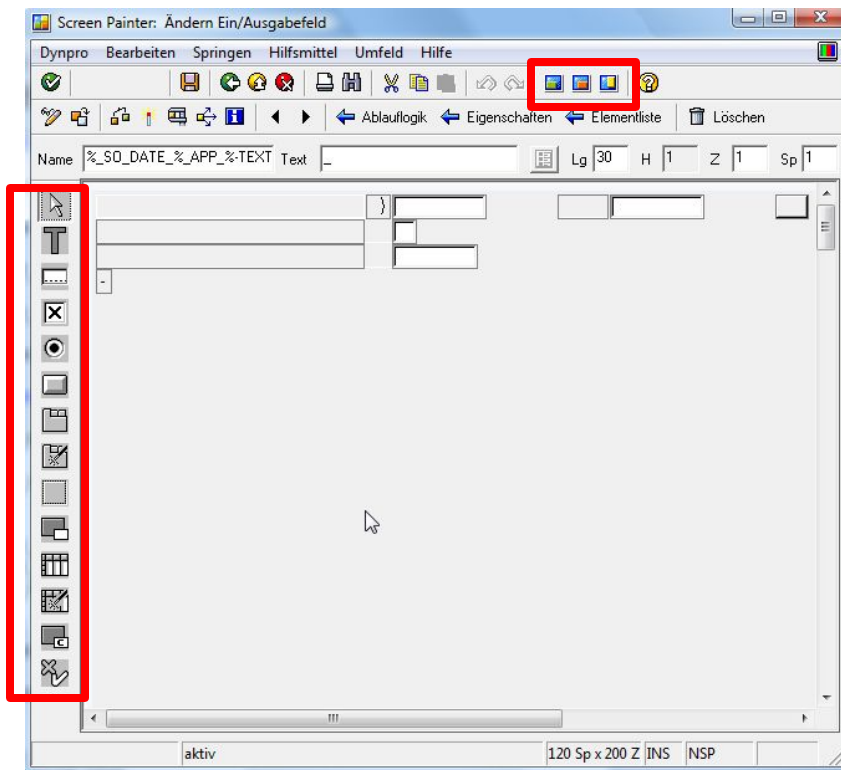 Screen Painter: Ändern Ein/Ausgabefeld
Dynpro Bearbeiten Springen Hilfsmittel Umfeld Hilfe
Ablauflogik Eigenschaften Elementliste Löschen
Name %_SO_DATE_%_APP_%-TEXT Text _ Lg 30 H 1 Z 1 Sp 1
}
-
aktiv 120 Sp x 200 Z INS NSP